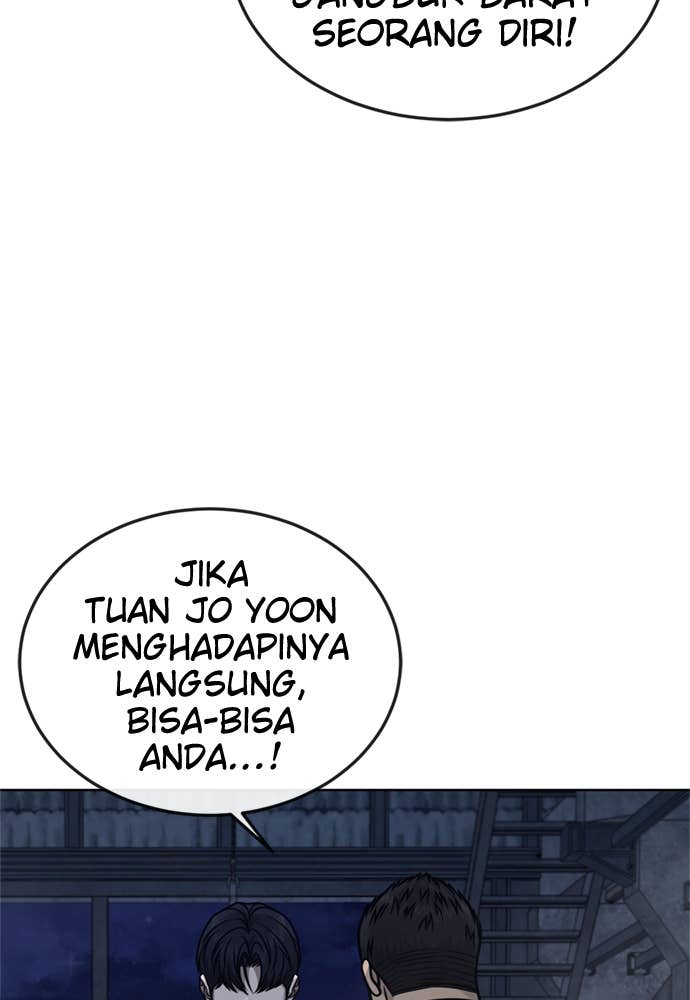 SEORANG DIRI!
JIKA
TUAN JO YOON
MENGHADAPINYA
LANGSUNG,
BISA-BISA
ANDA...!